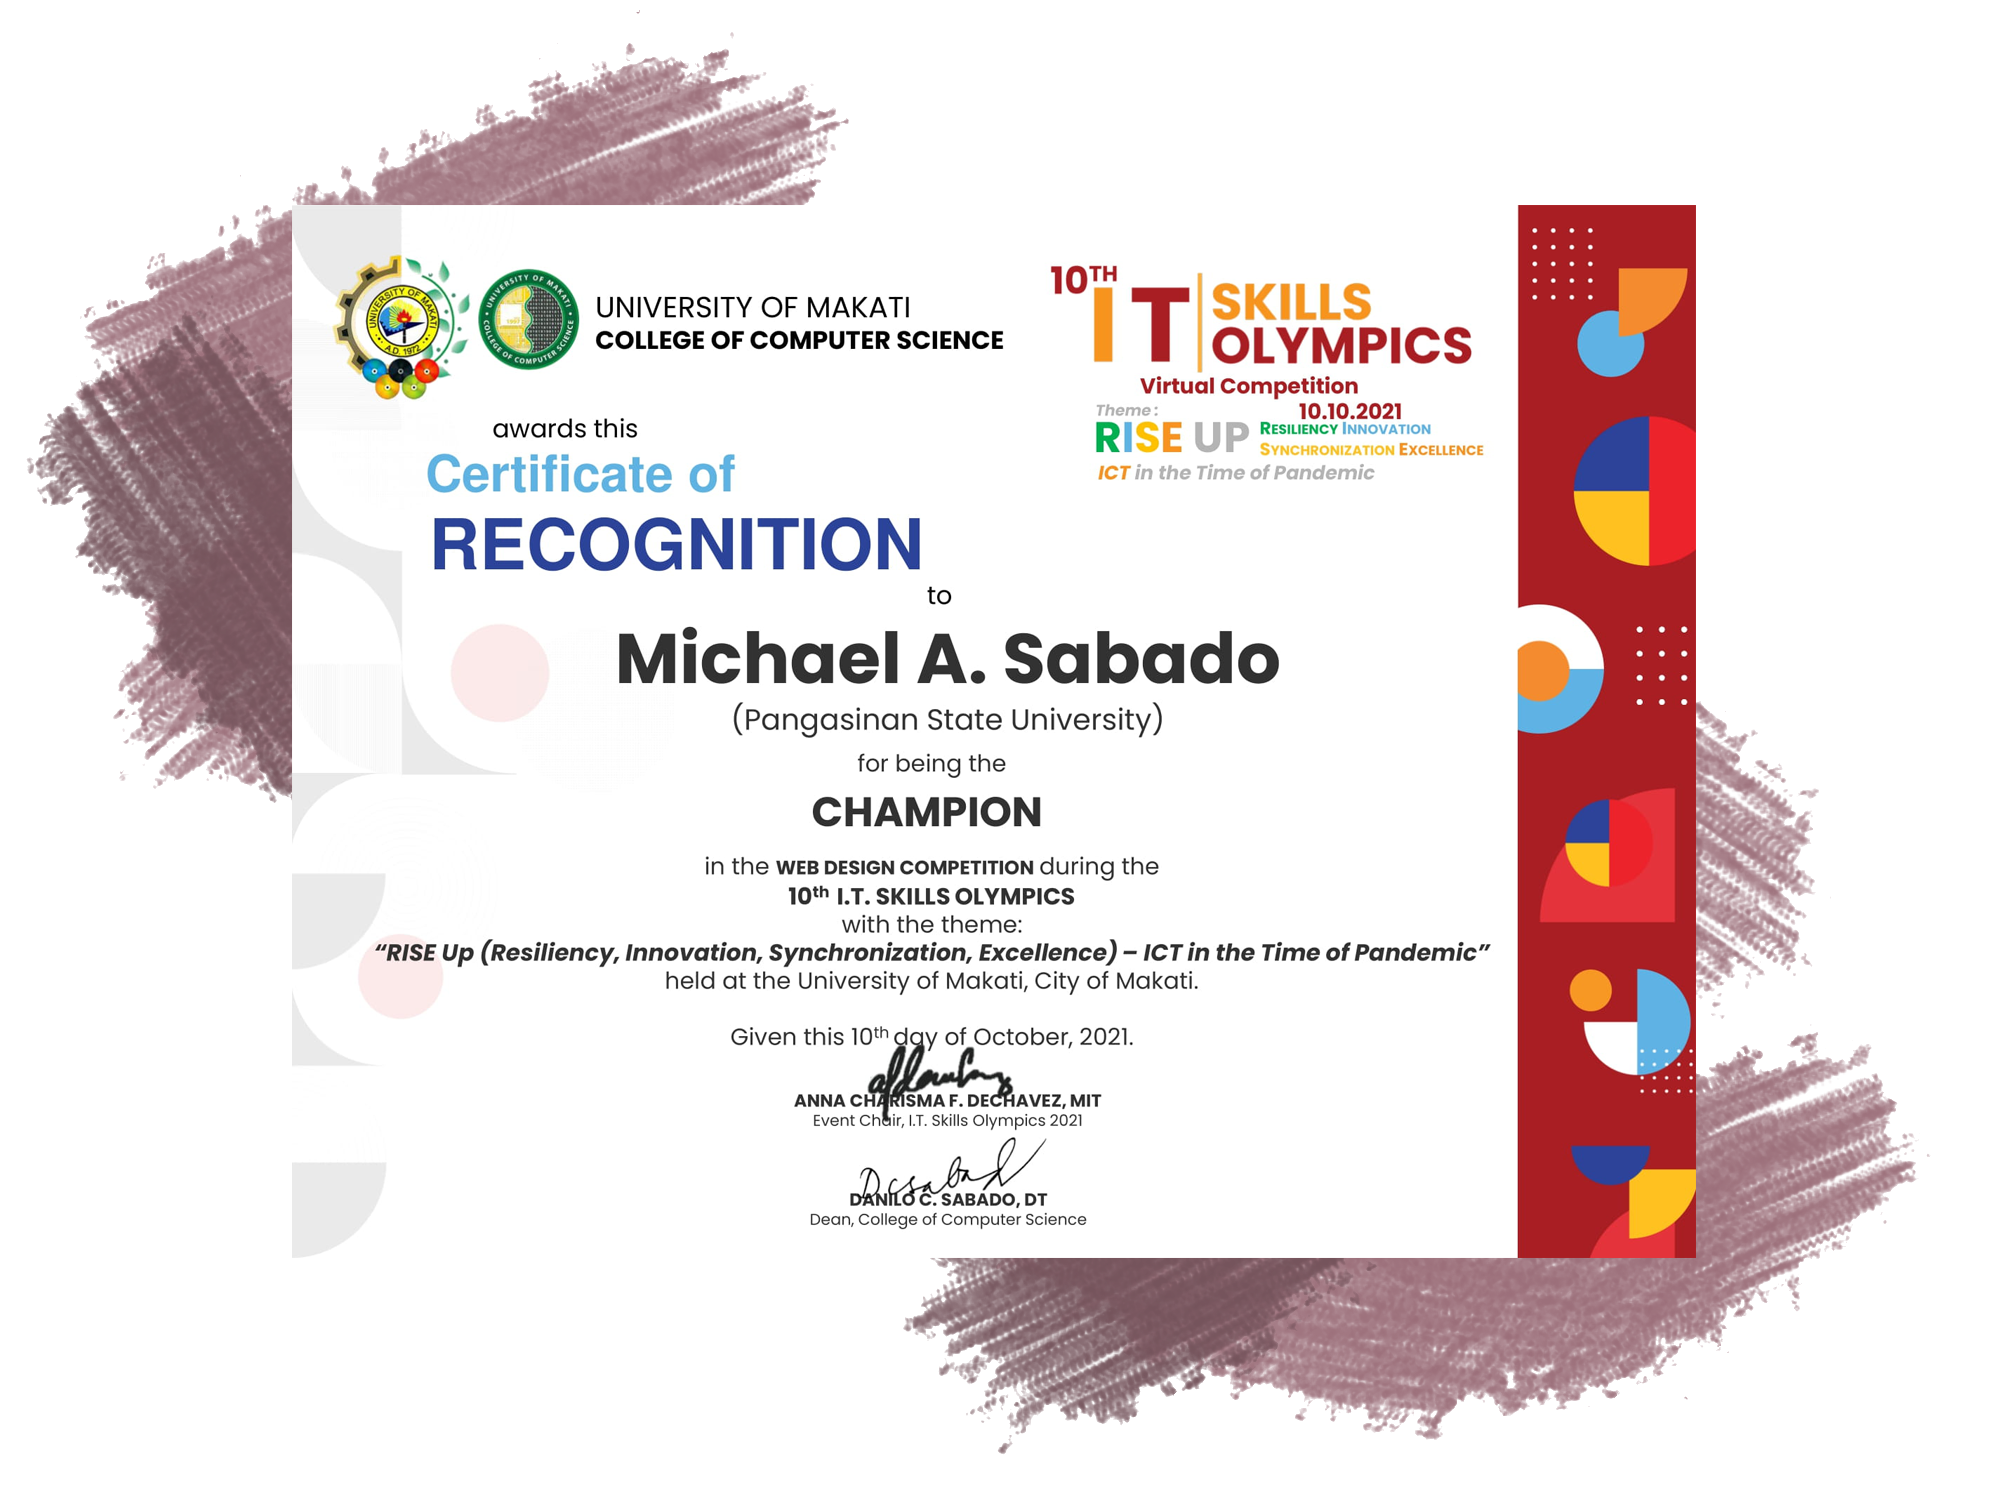 UNIVERSITY OF MAKATI
A.D. 1972
UNIVERSITY OF MAKATI
COLLEGE OF COMPUTER SCIENCE
UNIVERSITY OF MAKATI
COLLEGE OF COMPUTER SCIENCE
10TH
IT SKILLS
OLYMPICS
Virtual Competition
10.10.2021
Theme :
RISE UP RESILIENCY INNOVATION
SYNCHRONIZATION EXCELLENCE
ICT in the Time of Pandemic
awards this
Certificate of
RECOGNITION
to
Michael A. Sabado
(Pangasinan State University)
for being the
CHAMPION
in the WEB DESIGN COMPETITION during the
10th I.T. SKILLS OLYMPICS
with the theme:
“RISE Up (Resiliency, Innovation, Synchronization, Excellence) – ICT in the Time of Pandemic”
held at the University of Makati, City of Makati.
Given this 10th day of October, 2021.
ANNA CHARISMA F. DECHAVEZ, MIT
Event Chair, I.T. Skills Olympics 2021
Dcsabad
DANILO C. SABADO, DT
Dean, College of Computer Science